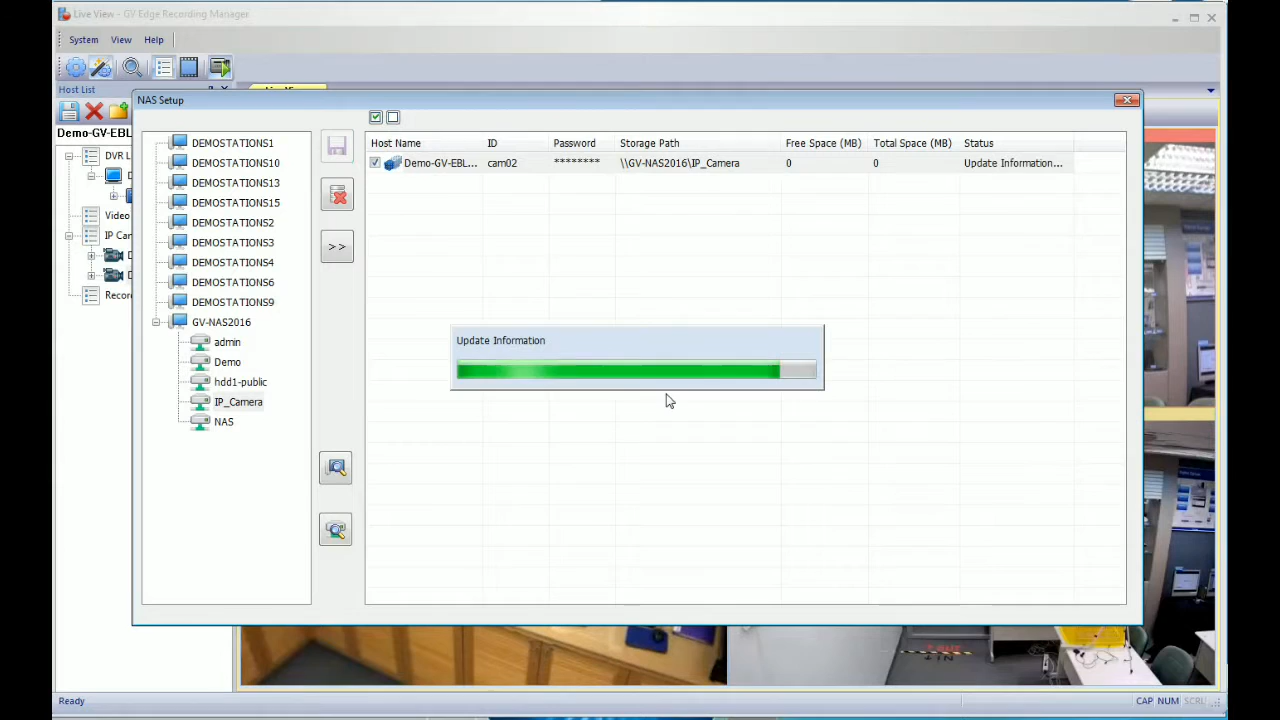 Live View - GV Edge Recording Manager
System View Help
Host List
NAS Setup
Demo-GV-EBL
DVR L
Video
IP Cam
Record
DEMOSTATIONS1
DEMOSTATIONS10
DEMOSTATIONS13
DEMOSTATIONS15
DEMOSTATIONS2
DEMOSTATIONS3
DEMOSTATIONS4
DEMOSTATIONS6
DEMOSTATIONS9
GV-NAS2016
admin
Demo
hdd1-public
IP_Camera
NAS
>>
Host Name ID Password Storage Path Free Space (MB) Total Space (MB) Status
Demo-GV-EBL... cam02 ******** \\GV-NAS2016\IP_Camera 0 0 Update Information...
Update Information
Ready
CAP NUM SCRL